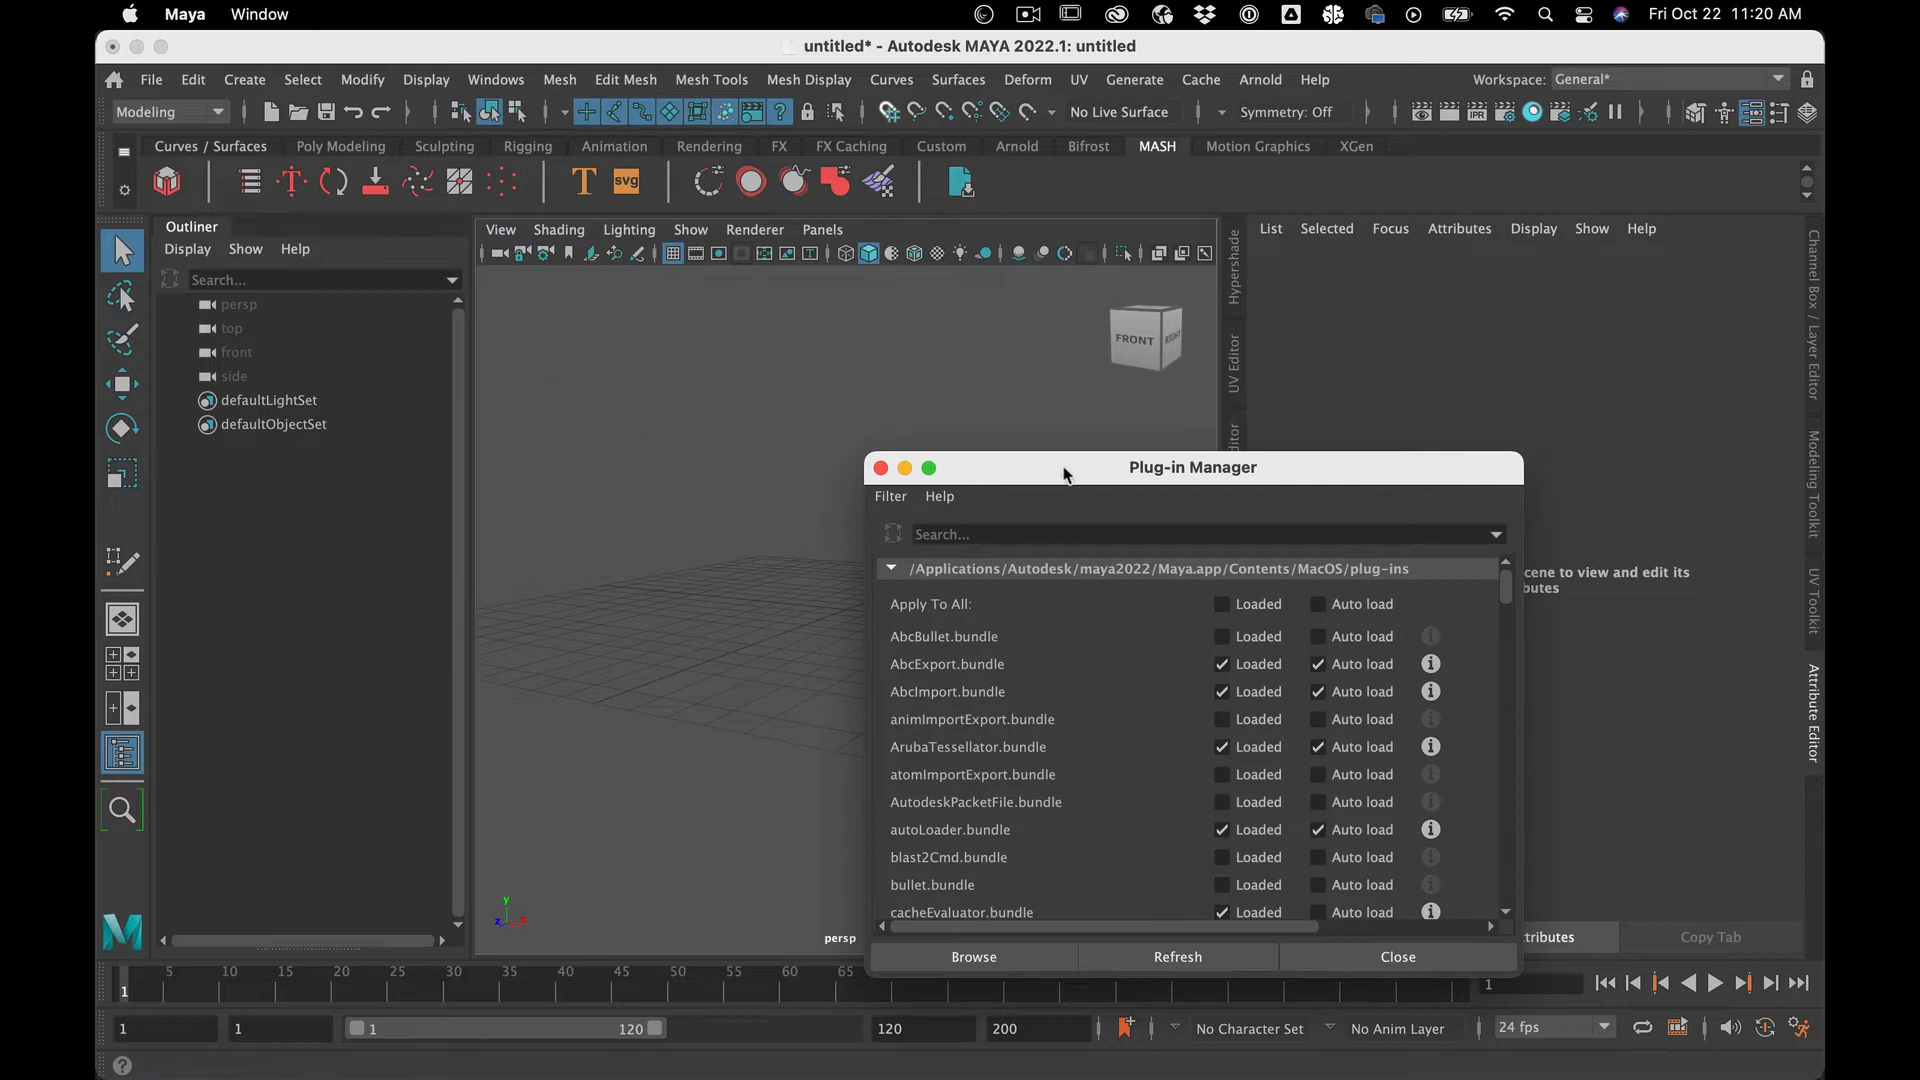 Maya Window Fri Oct 22 11:20 AM
untitled* - Autodesk MAYA 2022.1: untitled
File Edit Create Select Modify Display Windows Mesh Edit Mesh Mesh Tools Mesh Display Curves Surfaces Deform UV Generate Cache Arnold Help Workspace: General*
Modeling No Live Surface Symmetry: Off IPR
Curves / Surfaces Poly Modeling Sculpting Rigging Animation Rendering FX FX Caching Custom Arnold Bifrost MASH Motion Graphics XGen
T svg
Outliner
Display Show Help
Search...
persp
top
front
side
defaultLightSet
defaultObjectSet
View Shading Lighting Show Renderer Panels
FRONT RIGHT
y
z x
persp
Hypershade
UV Editor
List Selected Focus Attributes Display Show Help
Channel Box / Layer Editor
Modeling Toolkit
UV Toolkit
Attribute Editor
Plug-in Manager
Filter Help
Search...
/Applications/Autodesk/maya2022/Maya.app/Contents/MacOS/plug-ins
Apply To All: Loaded Auto load
AbcBullet.bundle Loaded Auto load
AbcExport.bundle Loaded Auto load
AbcImport.bundle Loaded Auto load
animImportExport.bundle Loaded Auto load
ArubaTessellator.bundle Loaded Auto load
atomImportExport.bundle Loaded Auto load
AutodeskPacketFile.bundle Loaded Auto load
autoLoader.bundle Loaded Auto load
blast2Cmd.bundle Loaded Auto load
bullet.bundle Loaded Auto load
cacheEvaluator.bundle Loaded Auto load
Browse Refresh Close
cene to view and edit its
butes
tributes Copy Tab
1 5 10 15 20 25 30 35 40 45 50 55 60 65 1
1 1 1 120 120 200 No Character Set No Anim Layer 24 fps